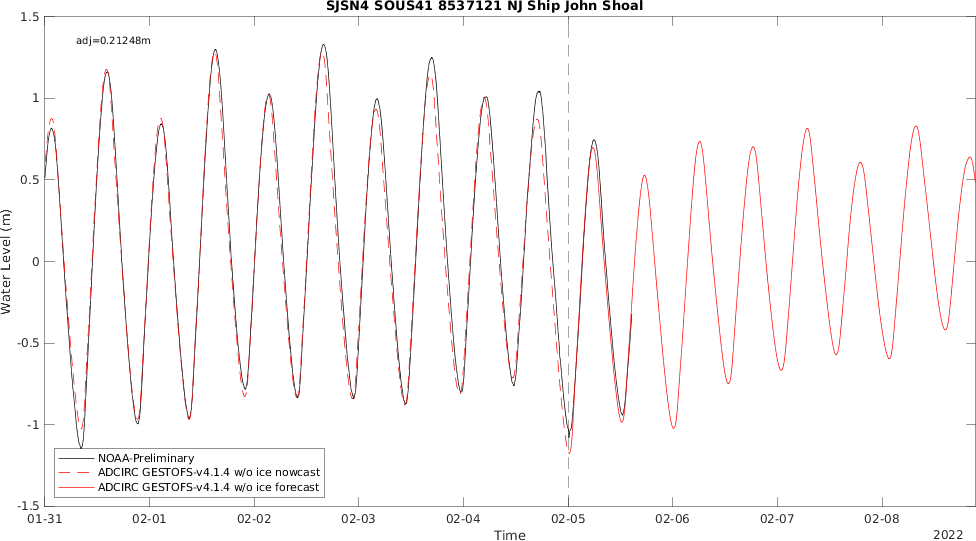 SJSN4 SOUS41 8537121 NJ Ship John Shoal
adj=0.21248m
1.5
1
0.5
0
-0.5
-1
-1.5
Water Level (m)
NOAA-Preliminary
ADCIRC GESTOFS-v4.1.4 w/o ice nowcast
ADCIRC GESTOFS-v4.1.4 w/o ice forecast
01-31 02-01 02-02 02-03 02-04 02-05 02-06 02-07 02-08
Time
2022